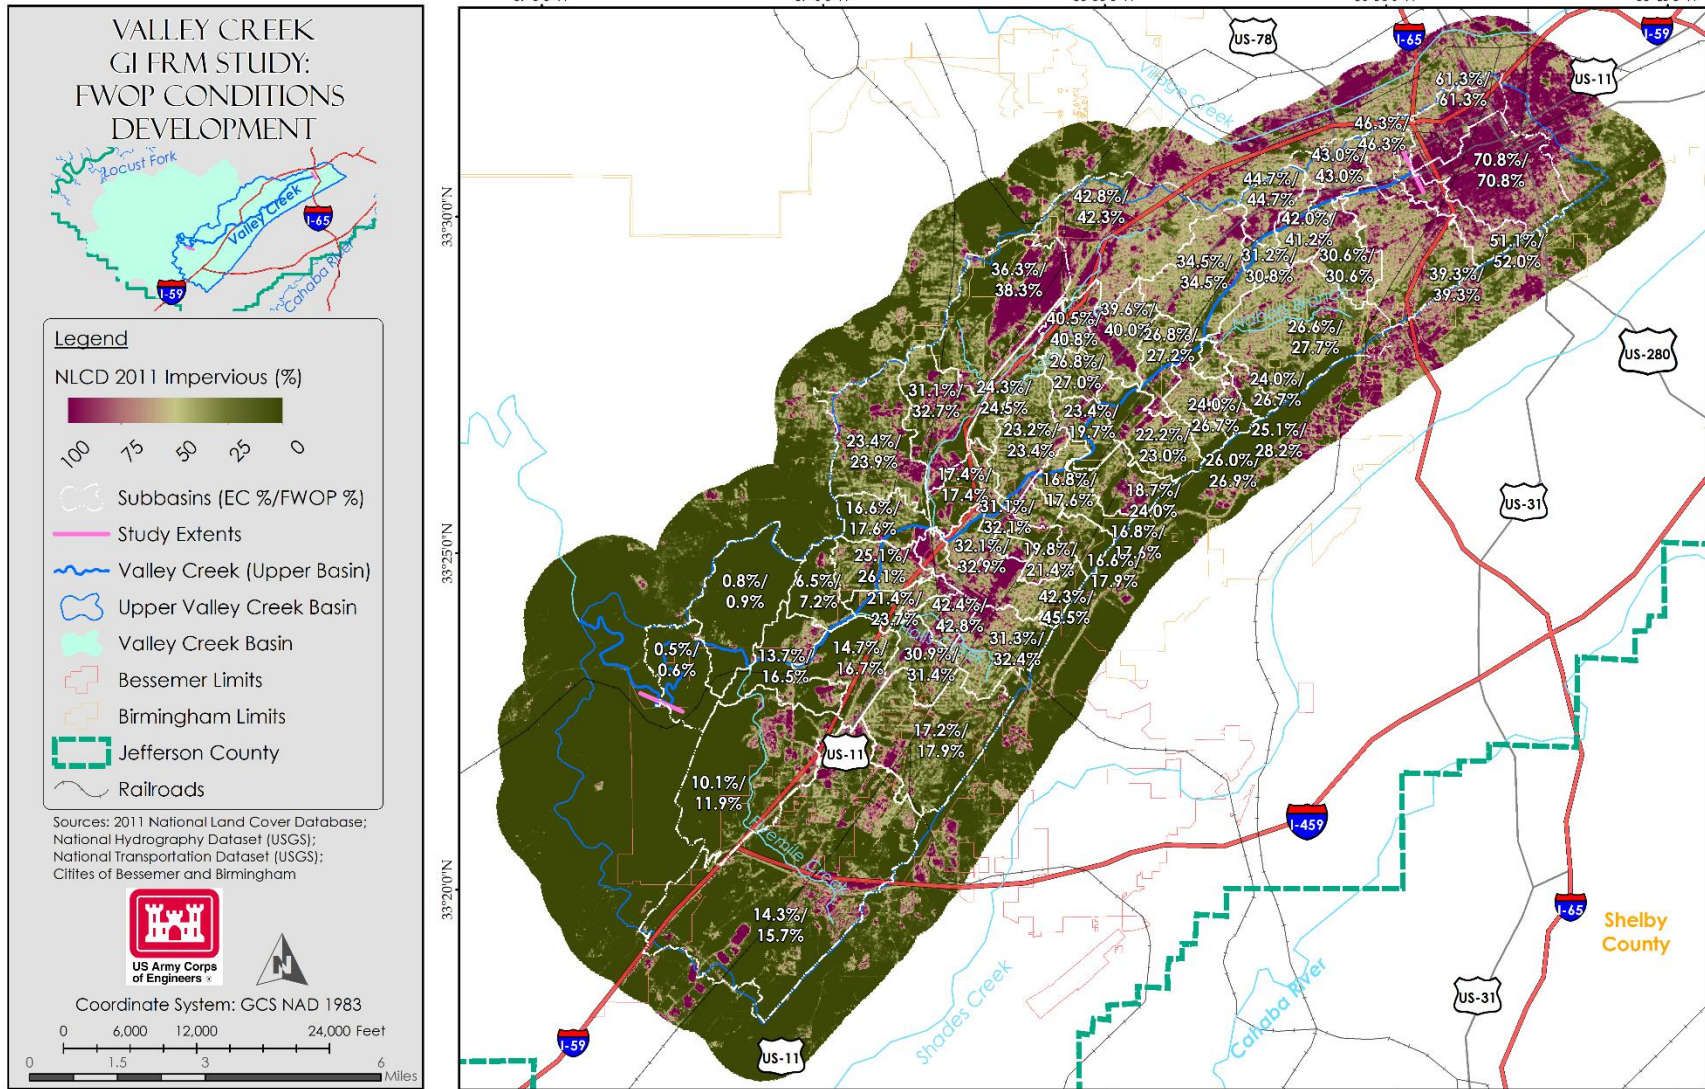 VALLEY CREEK
GI FRM STUDY:
FWOP CONDITIONS
DEVELOPMENT
Locust Fork
Valley Creek
I-65
Cahaba River
I-59
Legend
NLCD 2011 Impervious (%)
100 75 50 25 0
Subbasins (EC %/FWOP %)
Study Extents
Valley Creek (Upper Basin)
Upper Valley Creek Basin
Valley Creek Basin
Bessemer Limits
Birmingham Limits
Jefferson County
Railroads
Sources: 2011 National Land Cover Database;
National Hydrography Dataset (USGS);
National Transportation Dataset (USGS);
Citites of Bessemer and Birmingham
US Army Corps
of Engineers ®
N
Coordinate System: GCS NAD 1983
0 6,000 12,000 24,000 Feet
0 1.5 3 6
Miles
33°30'0"N
33°25'0"N
33°20'0"N
US-78
I-65
I-59
US-11
Village Creek
61.3%/
61.3%
46.3%/
46.3%
43.0%/
43.0%
70.8%/
70.8%
44.7%/
44.7%
42.8%/
42.3%
42.0%/
41.2%
51.1%/
52.0%
36.3%/
38.3%
34.5%/
34.5%
31.2%/
30.8%
30.6%/
30.6%
39.3%/
39.3%
40.5%/
40.8%
39.6%/
40.0%
26.8%/
27.2%
26.6%/
27.7%
US-280
26.8%/
27.0%
31.1%/
32.7%
24.3%/
24.5%
24.0%/
26.7%
24.0%/
26.7%
23.4%/
19.7%
23.2%/
23.4%
22.2%/
23.0%
25.1%/
28.2%
23.4%/
23.9%
26.0%/
26.9%
17.4%/
17.4%
16.8%/
17.6%
18.7%/
24.0%
US-31
16.6%/
17.6%
31.1%/
32.1%
16.8%/
17.6%
32.1%/
32.9%
19.8%/
21.4%
16.6%/
17.9%
25.1%/
26.1%
0.8%/
0.9%
6.5%/
7.2%
21.4%/
23.7%
42.4%/
42.8%
42.3%/
45.5%
0.5%/
0.6%
13.7%/
16.5%
14.7%/
16.7%
30.9%/
31.4%
31.3%/
32.4%
17.2%/
17.9%
US-11
10.1%/
11.9%
I-459
Creek
14.3%/
15.7%
I-65
Shelby
County
Shades Creek
Cahaba River
US-31
I-59
US-11